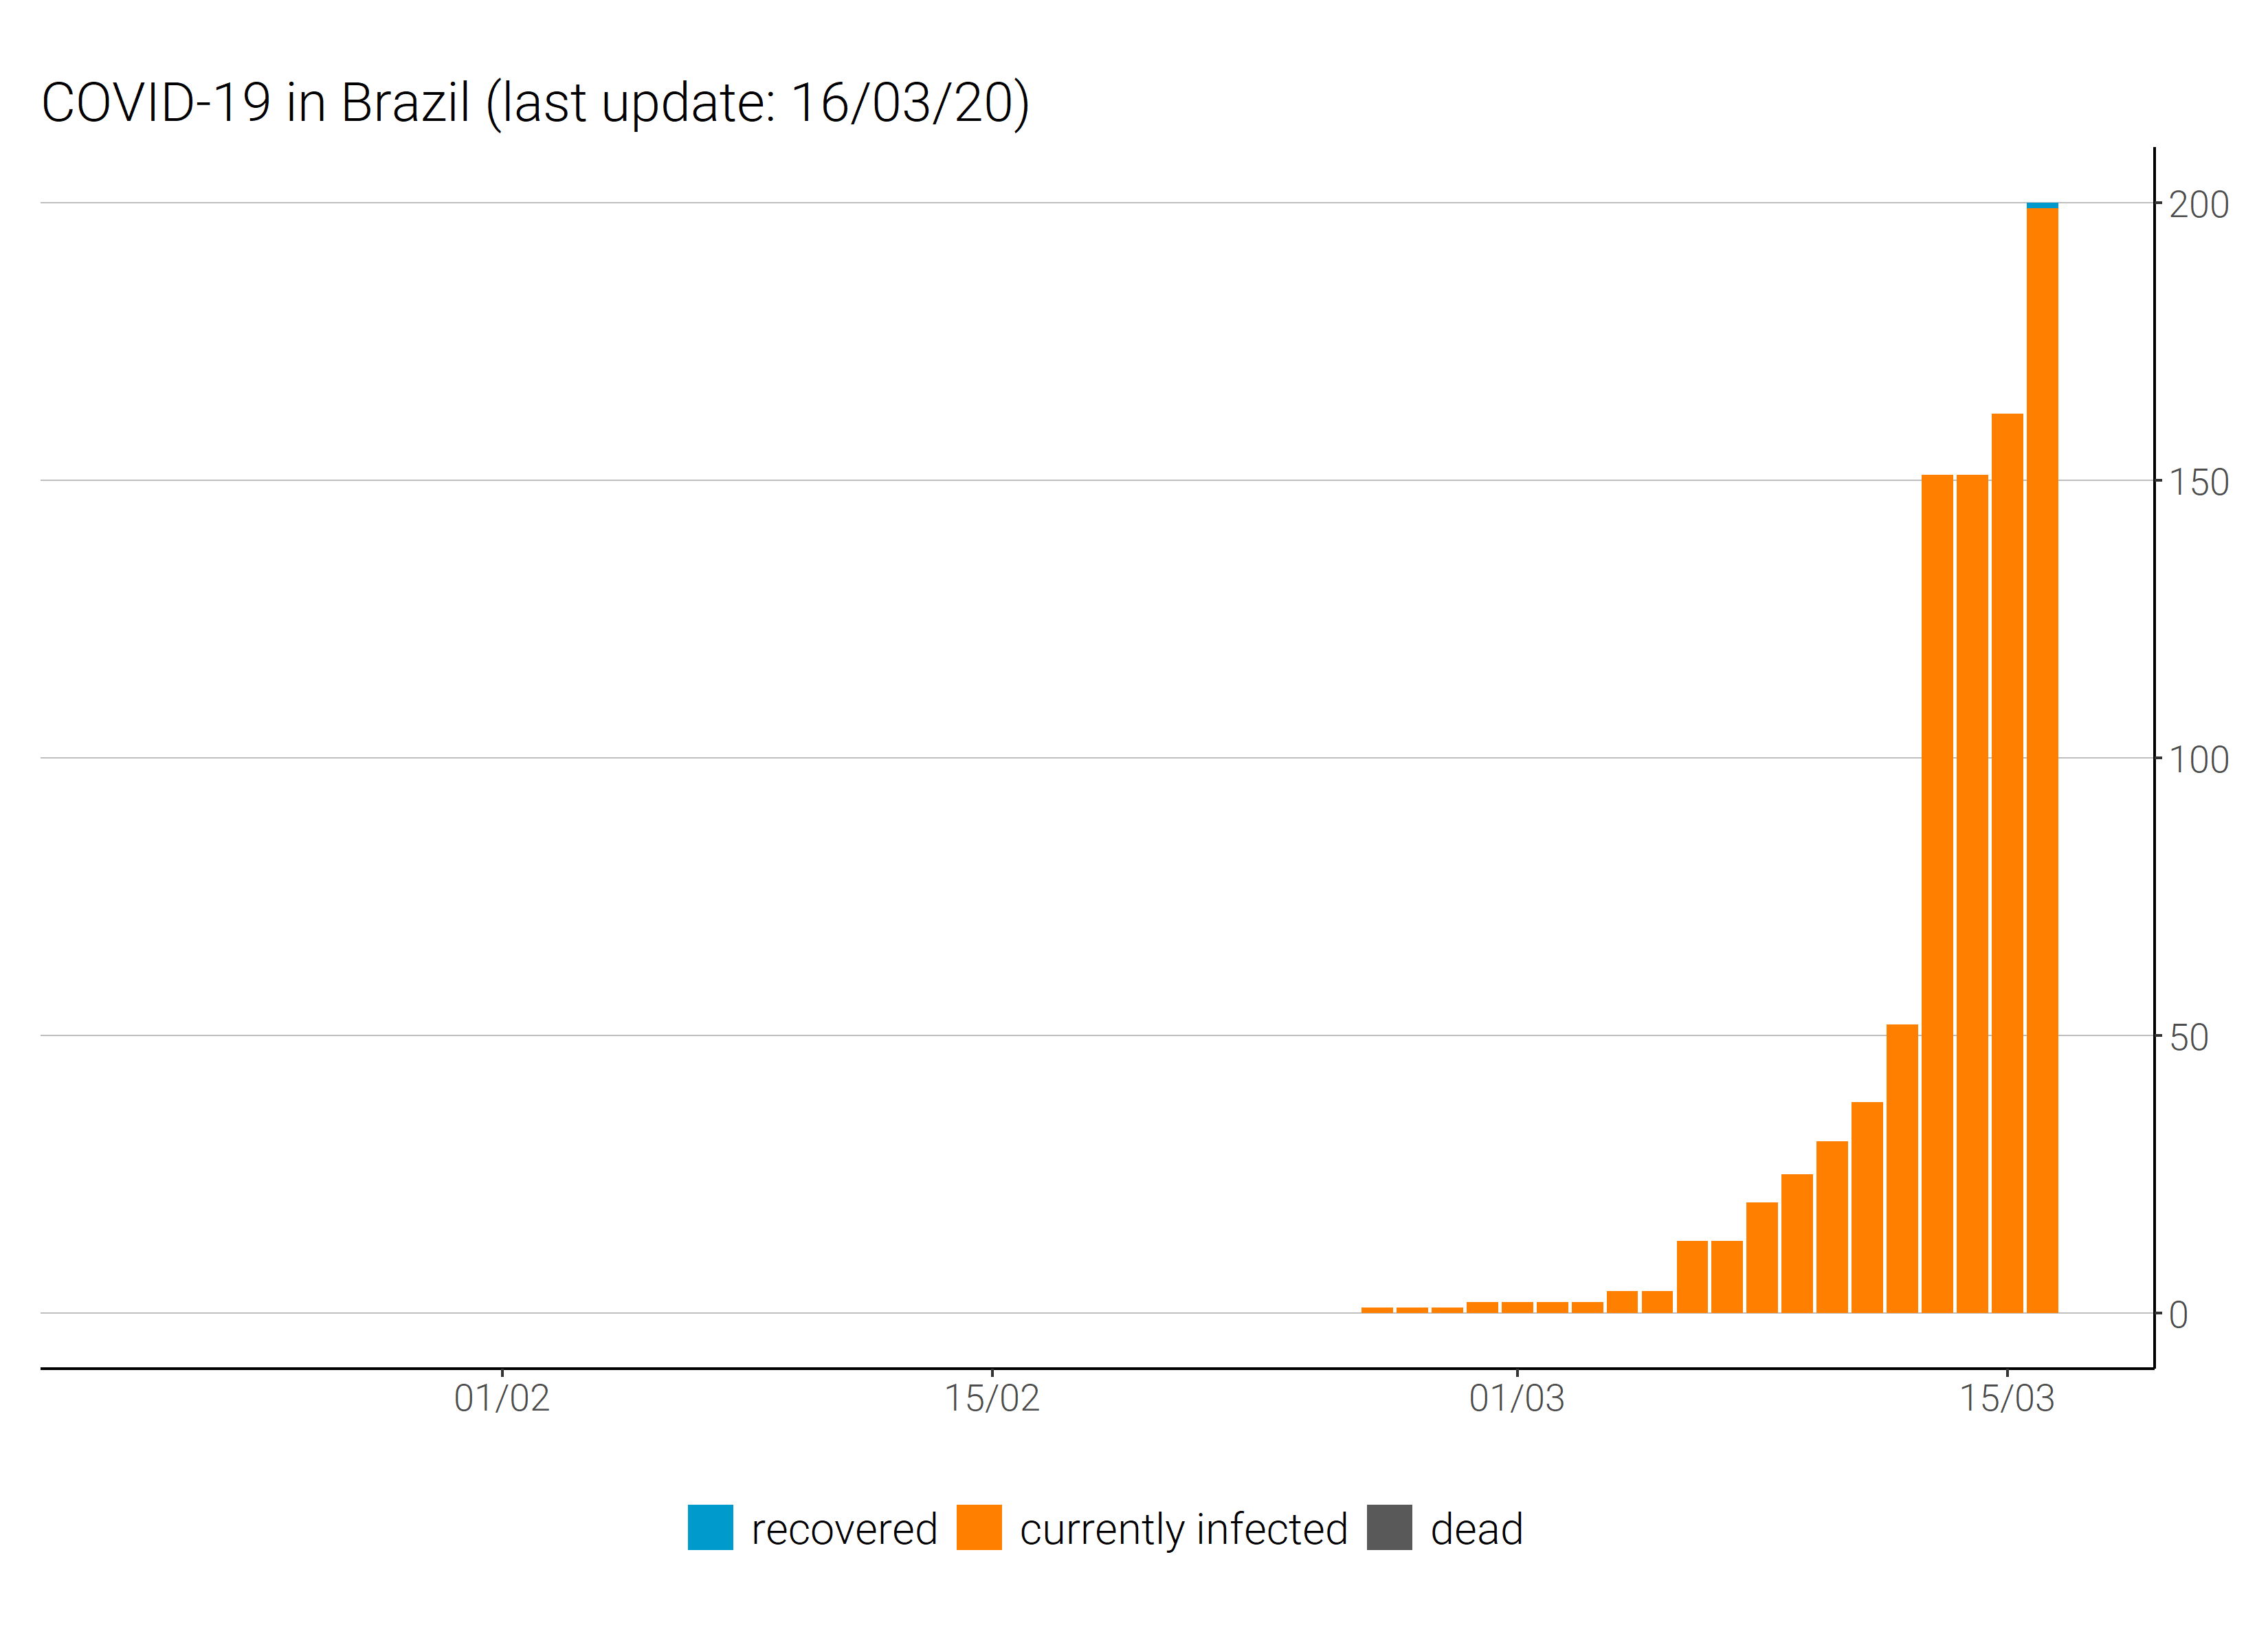 COVID-19 in Brazil (last update: 16/03/20)
200
150
100
50
0
01/02 15/02 01/03 15/03
recovered currently infected dead